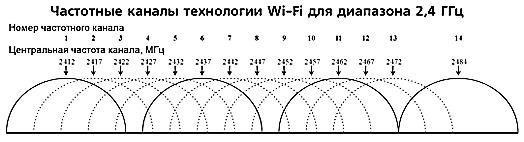 Частотные каналы технологии Wi-Fi для диапазона 2,4 ГГц
Номер частотного канала
1 2 3 4 5 6 7 8 9 10 11 12 13 14
Центральная частота канала, МГц
2412 2417 2422 2427 2432 2437 2442 2447 2452 2457 2462 2467 2472 2484